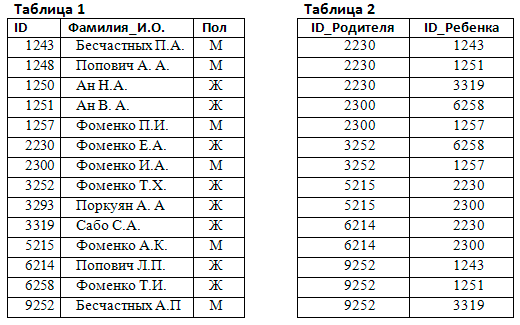 Таблица 1 Таблица 2
ID Фамилия_И.О. Пол ID_Родителя ID_Ребенка
1243 Бесчастных П.А. М 2230 1243
1248 Попович А. А. М 2230 1251
1250 Ан Н.А. Ж 2230 3319
1251 Ан В. А. Ж 2300 6258
1257 Фоменко П.И. М 2300 1257
2230 Фоменко Е.А. Ж 3252 6258
2300 Фоменко И.А. М 3252 1257
3252 Фоменко Т.Х. Ж 5215 2230
3293 Поркуян А. А Ж 5215 2300
3319 Сабо С.А. Ж 6214 2230
5215 Фоменко А.К. М 6214 2300
6214 Попович Л.П. Ж 9252 1243
6258 Фоменко Т.И. Ж 9252 1251
9252 Бесчастных А.П М 9252 3319